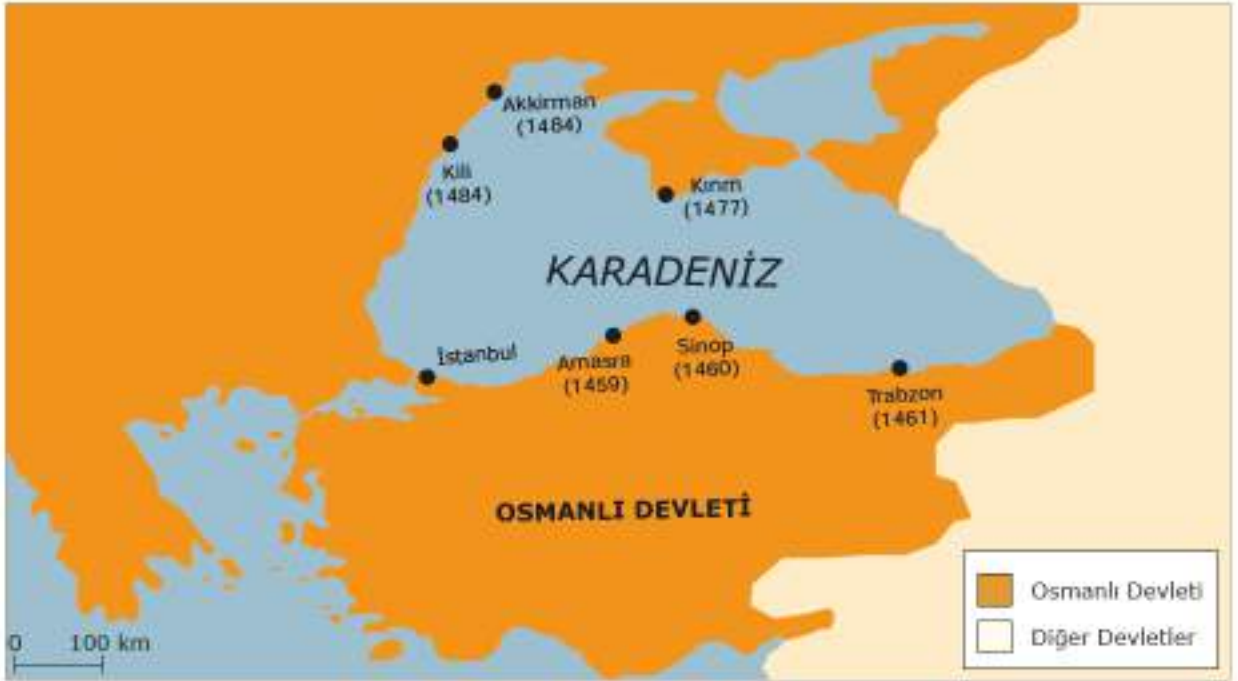 Akkirman
(1484)
Kili
(1484)
Kırım
(1477)
KARADENİZ
İstanbul
Amasra
(1459)
Sinop
(1460)
Trabzon
(1461)
OSMANLI DEVLETİ
Osmanlı Devleti
Diğer Devletler
0 100 km